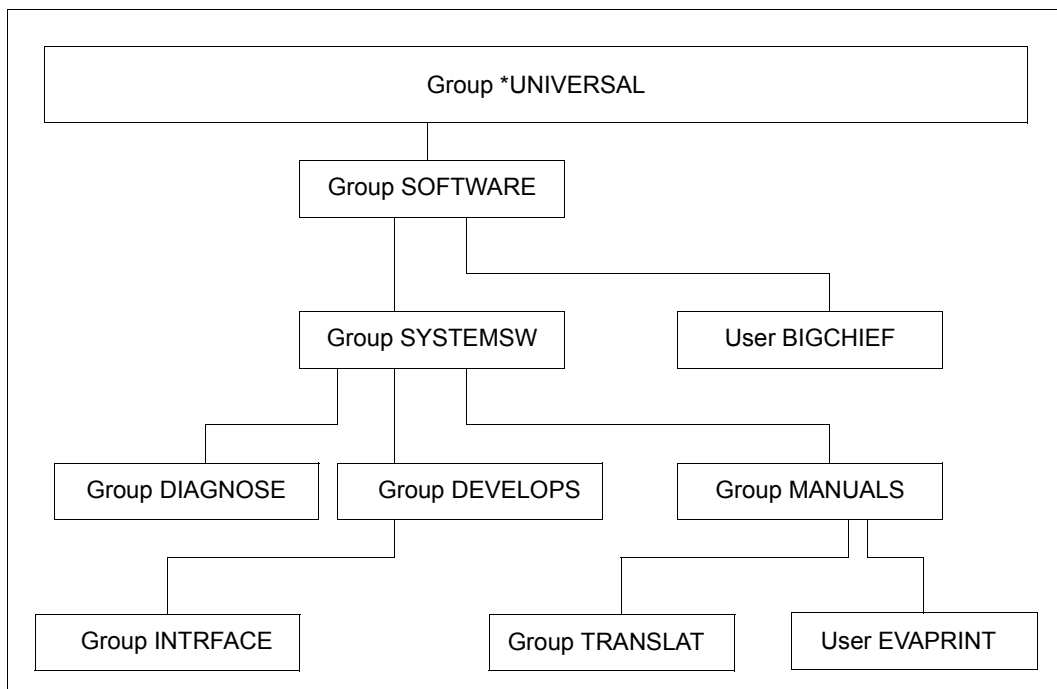 Group *UNIVERSAL
Group SOFTWARE
Group SYSTEMSW
User BIGCHIEF
Group DIAGNOSE
Group DEVELOPS
Group MANUALS
Group INTRFACE
Group TRANSLAT
User EVAPRINT